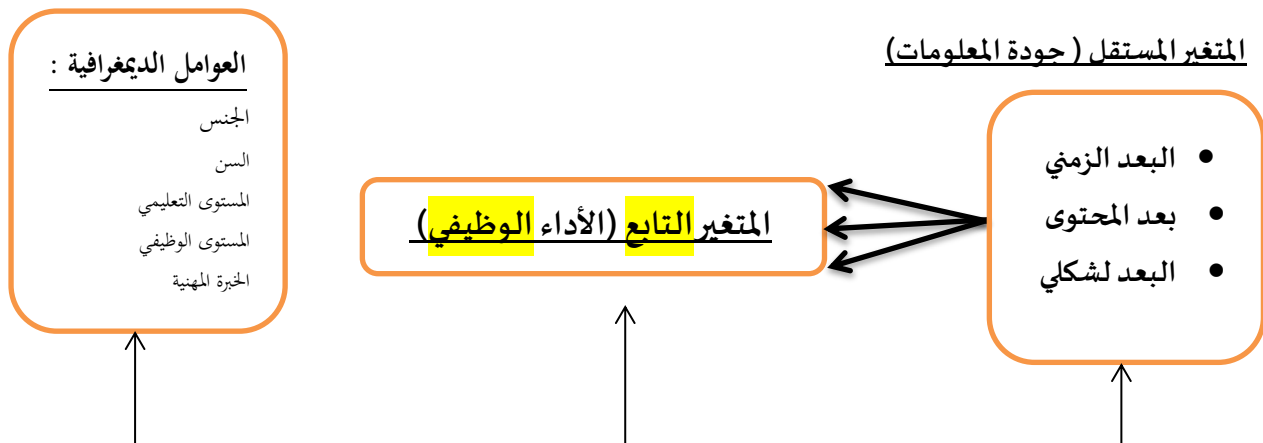 المتغير المستقل ( جودة المعلومات)
البعد الزمني
بعد المحتوى
البعد لشكلي
المتغير التابع (الأداء الوظيفي)
العوامل الديمغرافية :
الجنس
السن
المستوى التعليمي
المستوى الوظيفي
الخبرة المهنية